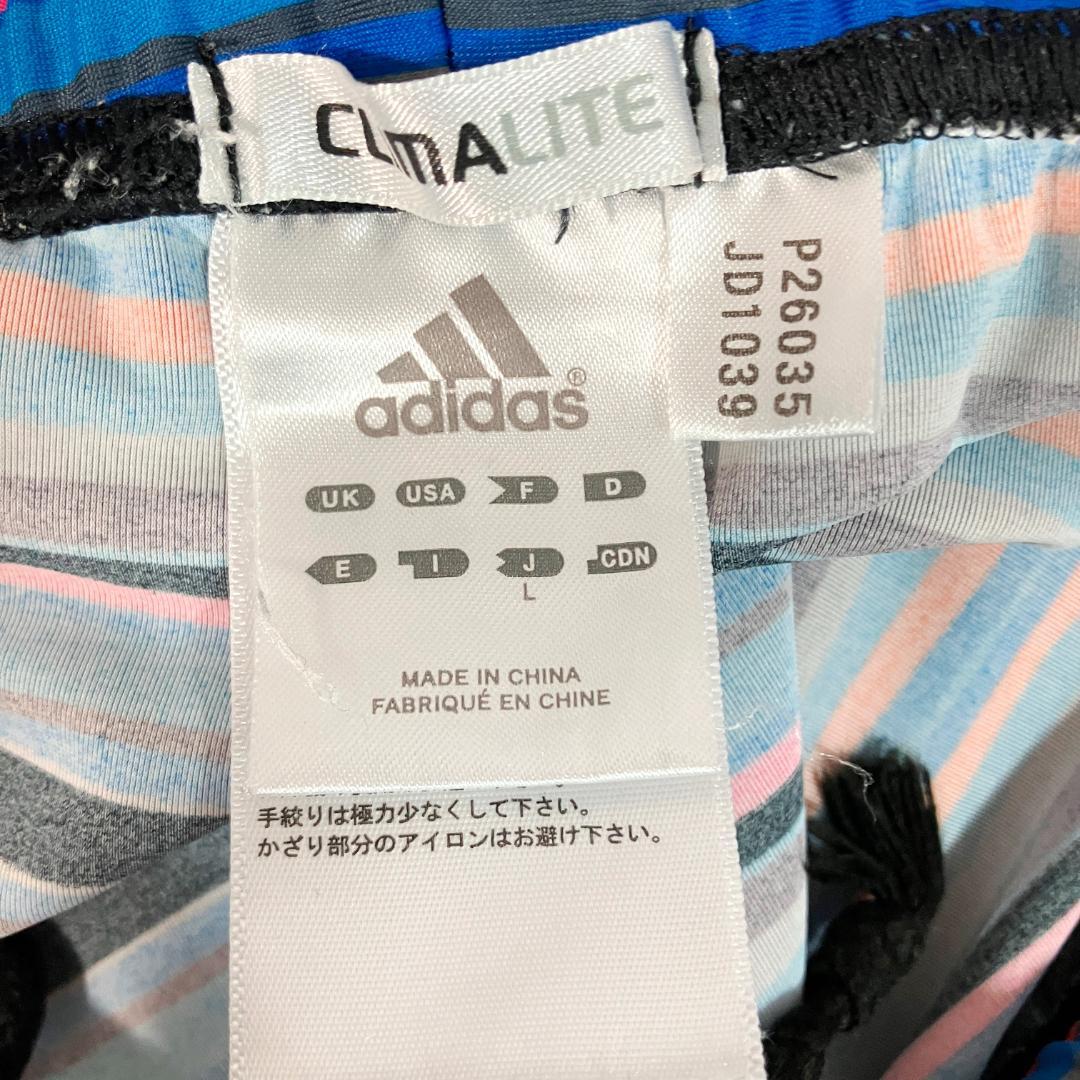 CLIMALITE
adidas®
UK USA F D
E I J CDN
L
MADE IN CHINA
FABRIQUÉ EN CHINE
手絞りは極力少なくして下さい。
かざり部分のアイロンはお避け下さい。
P26035
JD1039